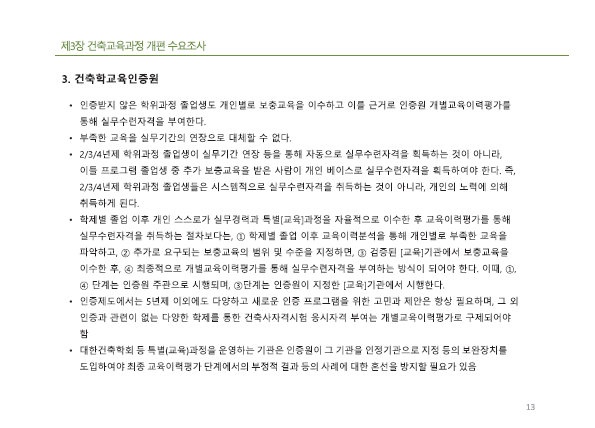 제3장 건축교육과정 개편 수요조사
3. 건축학교육인증원
• 인증받지 않은 학위과정 졸업생도 개인별로 보충교육을 이수하고 이를 근거로 인증원 개별교육이력평가를
통해 실무수련자격을 부여한다.
• 부족한 교육을 실무기간의 연장으로 대체할 수 없다.
• 2/3/4년제 학위과정 졸업생이 실무기간 연장 등을 통해 자동으로 실무수련자격을 획득하는 것이 아니라,
이들 프로그램 졸업생 중 추가 보충교육을 받은 사람이 개인 베이스로 실무수련자격을 획득하여야 한다. 즉,
2/3/4년제 학위과정 졸업생들은 시스템적으로 실무수련자격을 취득하는 것이 아니라, 개인의 노력에 의해
취득하게 된다.
• 학제별 졸업 이후 개인 스스로가 실무경력과 특별[교육]과정을 자율적으로 이수한 후 교육이력평가를 통해
실무수련자격을 취득하는 절차보다는, ① 학제별 졸업 이후 교육이력분석을 통해 개인별로 부족한 교육을
파악하고, ② 추가로 요구되는 보충교육의 범위 및 수준을 지정하면, ③ 검증된 [교육]기관에서 보충교육을
이수한 후, ④ 최종적으로 개별교육이력평가를 통해 실무수련자격을 부여하는 방식이 되어야 한다. 이때, ①,
④ 단계는 인증원 주관으로 시행되며, ③단계는 인증원이 지정한 [교육]기관에서 시행한다.
• 인증제도에서는 5년제 이외에도 다양하고 새로운 인증 프로그램을 위한 고민과 제안은 항상 필요하며, 그 외
인증과 관련이 없는 다양한 학제를 통한 건축사자격시험 응시자격 부여는 개별교육이력평가로 구제되어야
함
• 대한건축학회 등 특별(교육)과정을 운영하는 기관은 인증원이 그 기관을 인정기관으로 지정 등의 보완장치를
도입하여야 최종 교육이력평가 단계에서의 부정적 결과 등의 사례에 대한 혼선을 방지할 필요가 있음
13